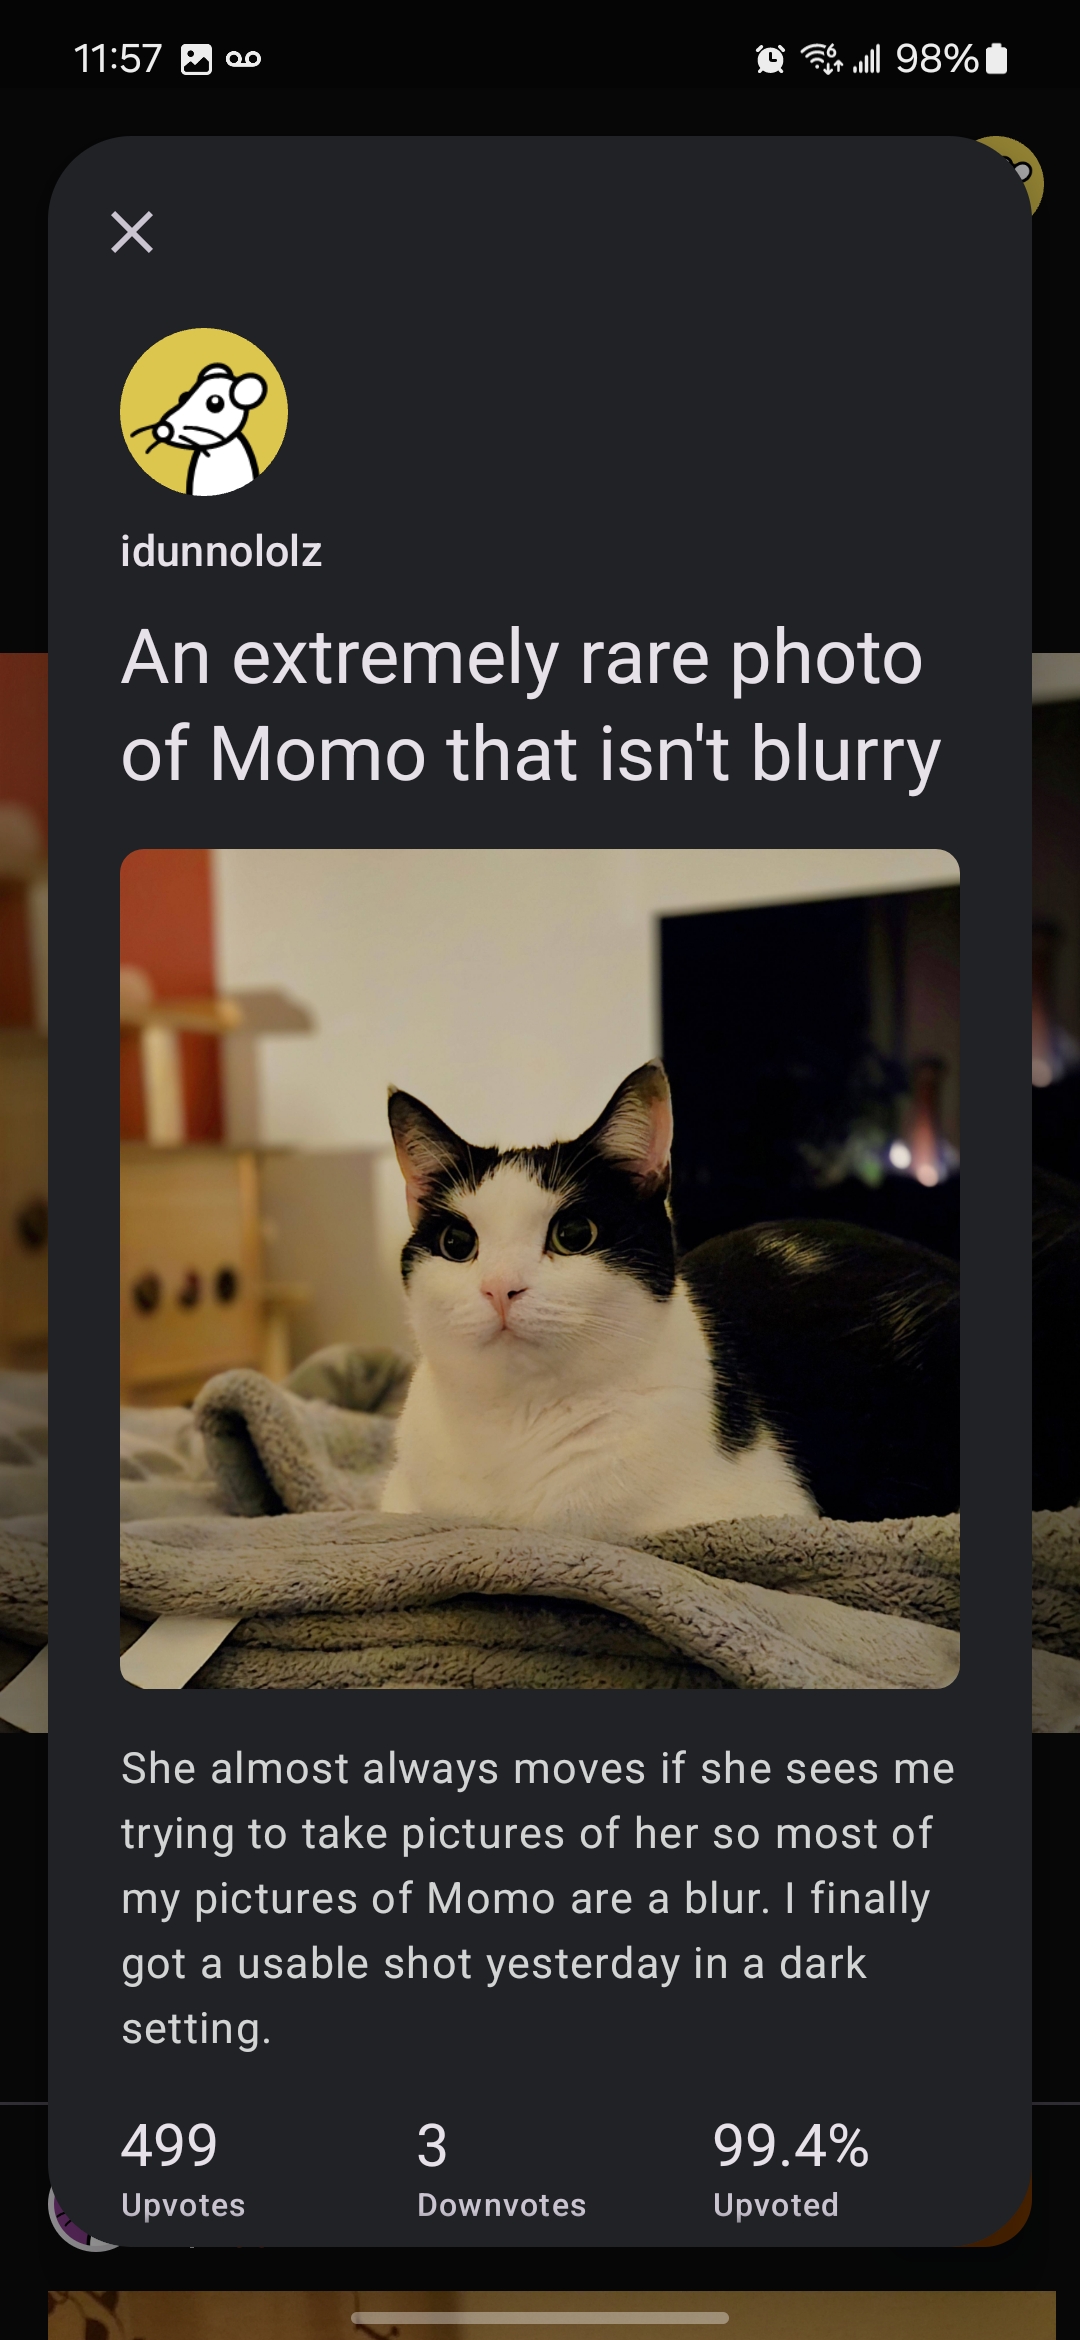 11:57
98%
idunnololz
An extremely rare photo
of Momo that isn't blurry
She almost always moves if she sees me
trying to take pictures of her so most of
my pictures of Momo are a blur. I finally
got a usable shot yesterday in a dark
setting.
499 3 99.4%
Upvotes Downvotes Upvoted